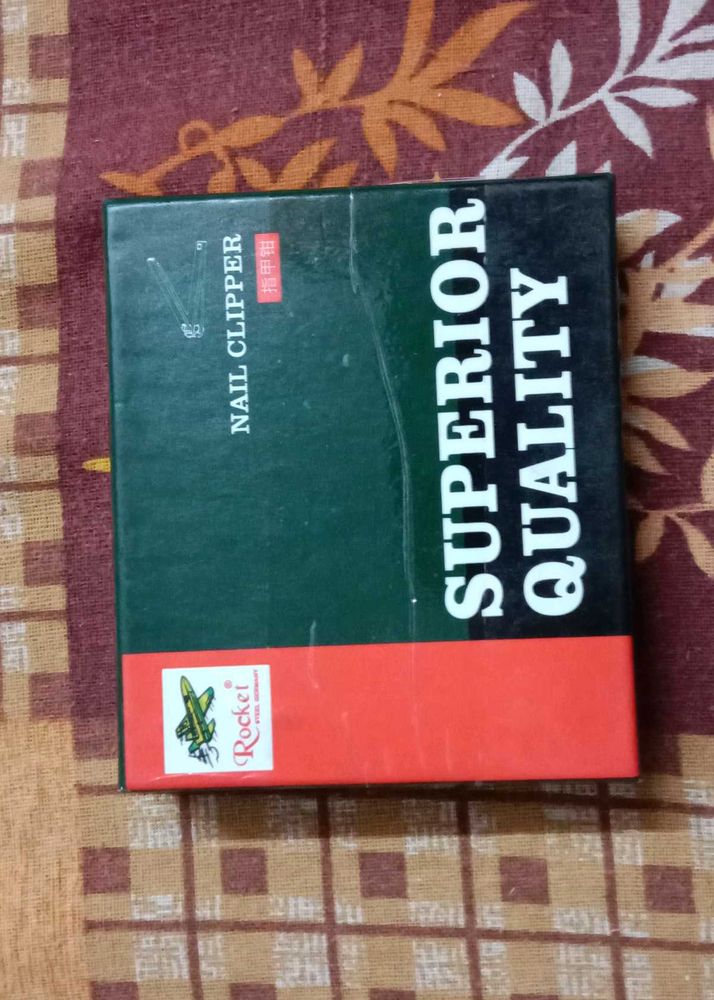 Rocket®
STEEL GERMANY
NAIL CLIPPER
指甲钳
SUPERIOR
QUALITY